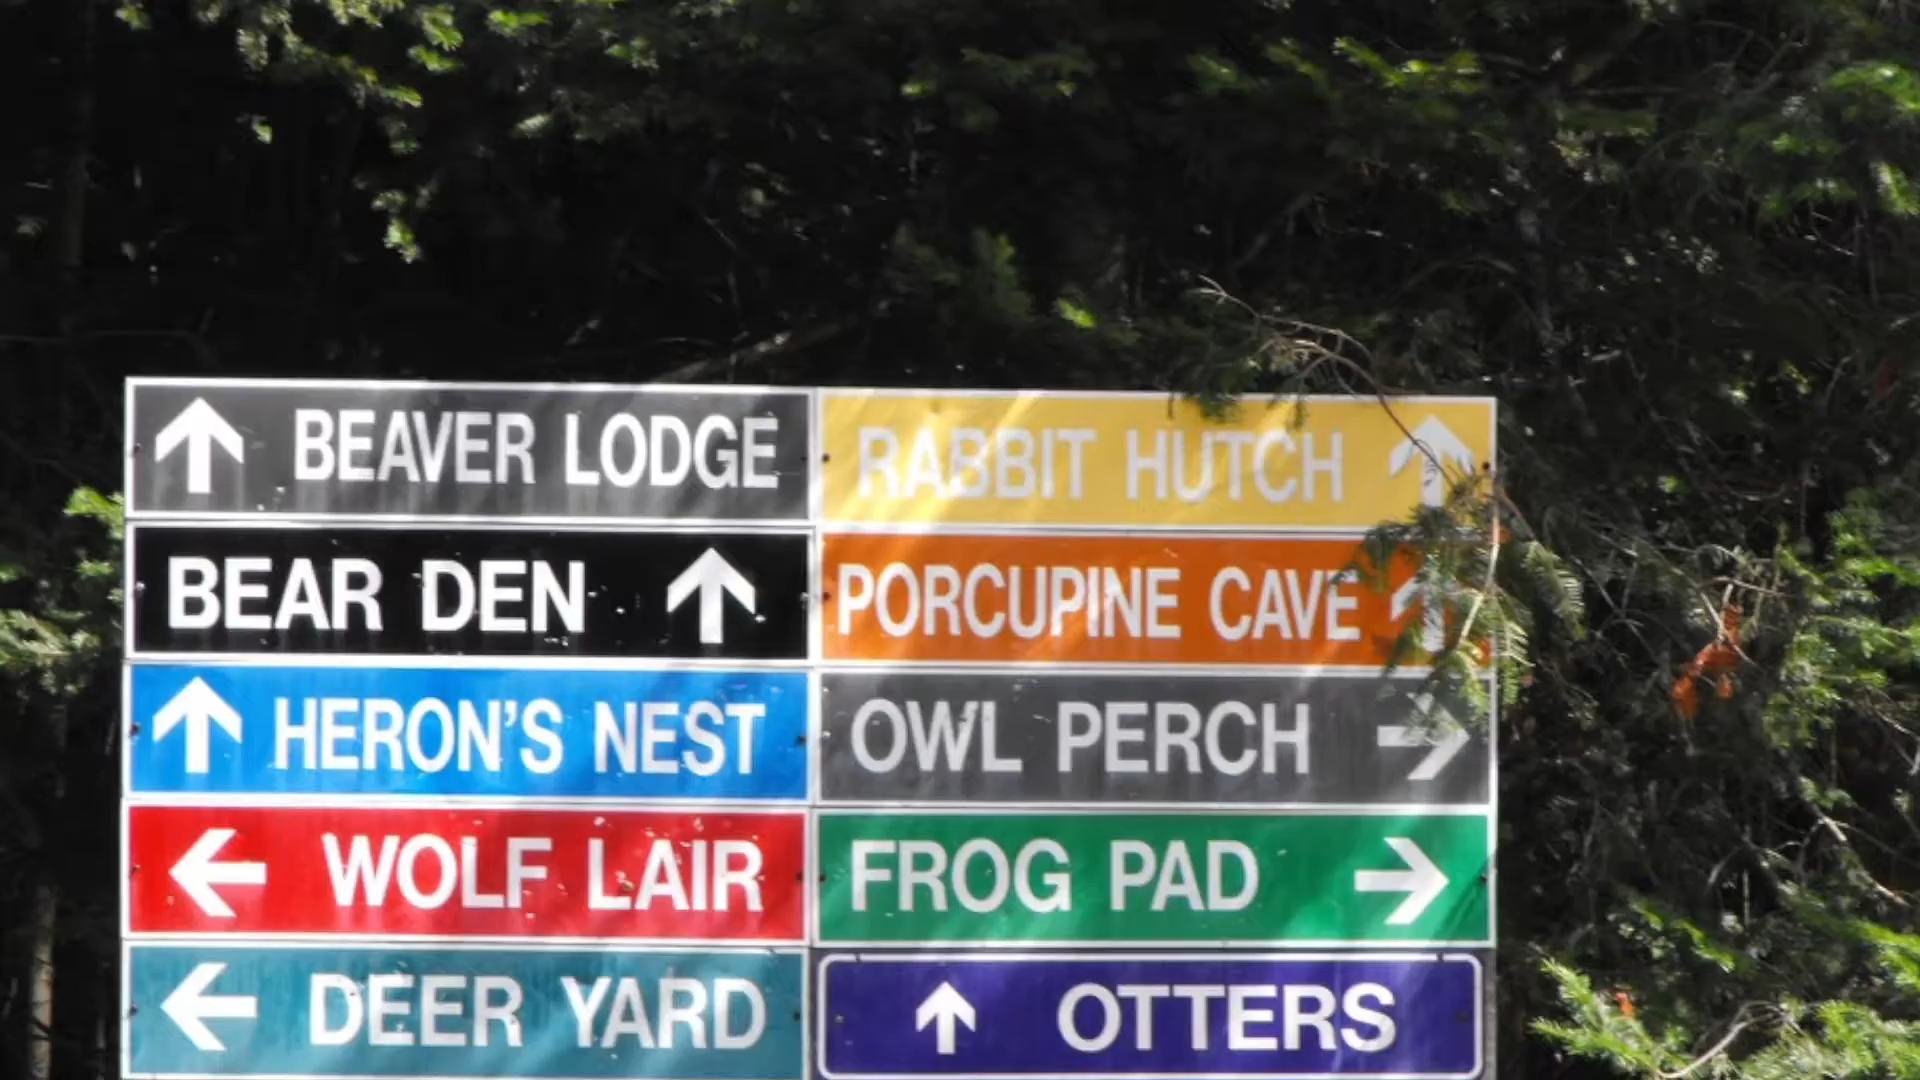 BEAVER LODGE
RABBIT HUTCH
BEAR DEN
PORCUPINE CAVE
HERON'S NEST
OWL PERCH
WOLF LAIR
FROG PAD
DEER YARD
OTTERS